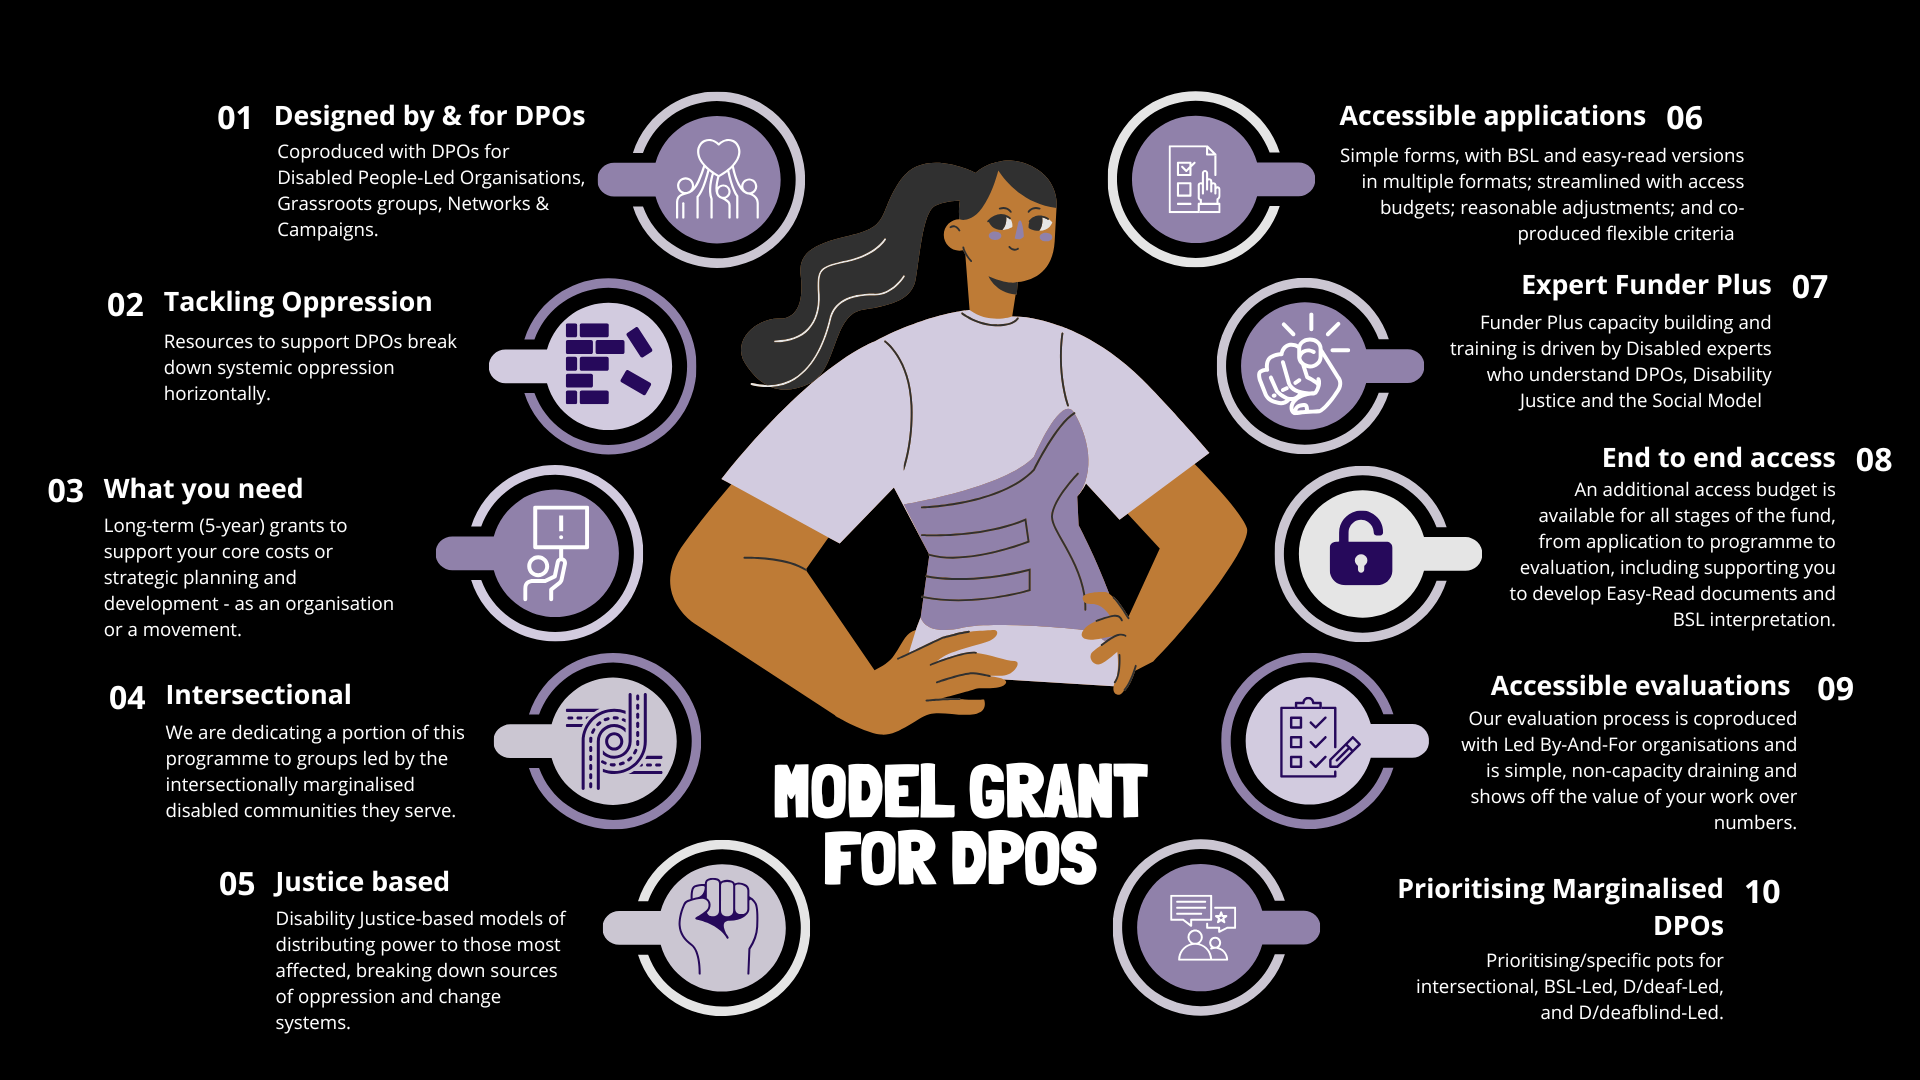 01 Designed by & for DPOs
Coproduced with DPOs for
Disabled People-Led Organisations,
Grassroots groups, Networks &
Campaigns.
02 Tackling Oppression
Resources to support DPOs break
down systemic oppression
horizontally.
03 What you need
Long-term (5-year) grants to
support your core costs or
strategic planning and
development - as an organisation
or a movement.
04 Intersectional
We are dedicating a portion of this
programme to groups led by the
intersectionally marginalised
disabled communities they serve.
05 Justice based
Disability Justice-based models of
distributing power to those most
affected, breaking down sources
of oppression and change
systems.
MODEL GRANT
FOR DPOS
Accessible applications 06
Simple forms, with BSL and easy-read versions
in multiple formats; streamlined with access
budgets; reasonable adjustments; and co-
produced flexible criteria
Expert Funder Plus 07
Funder Plus capacity building and
training is driven by Disabled experts
who understand DPOs, Disability
Justice and the Social Model
End to end access 08
An additional access budget is
available for all stages of the fund,
from application to programme to
evaluation, including supporting you
to develop Easy-Read documents and
BSL interpretation.
Accessible evaluations 09
Our evaluation process is coproduced
with Led By-And-For organisations and
is simple, non-capacity draining and
shows off the value of your work over
numbers.
Prioritising Marginalised 10
DPOs
Prioritising/specific pots for
intersectional, BSL-Led, D/deaf-Led,
and D/deafblind-Led.